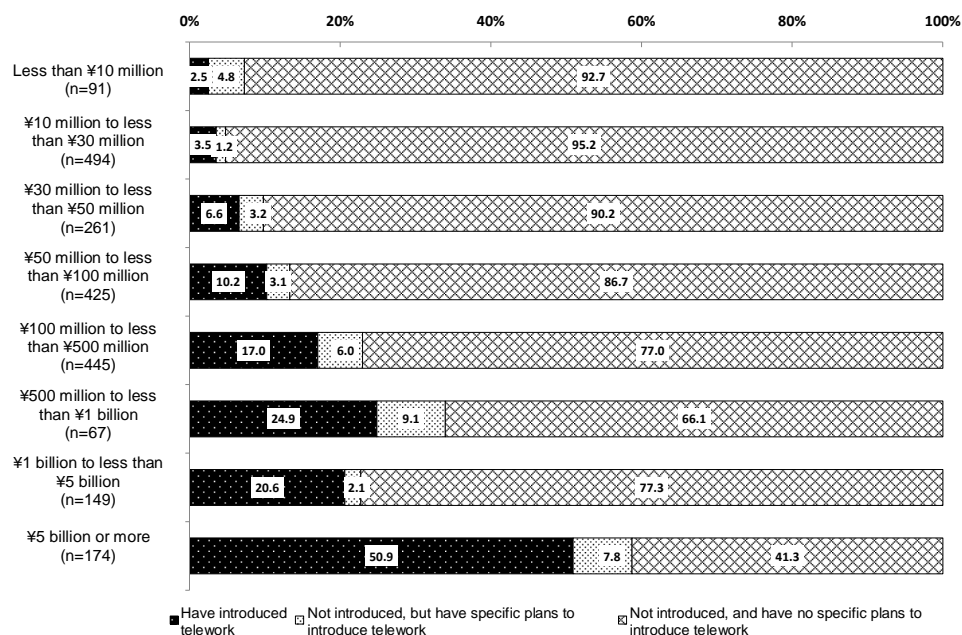 0% 20% 40% 60% 80% 100%
Less than ¥10 million
(n=91)
2.5 4.8 92.7
¥10 million to less
than ¥30 million
(n=494)
3.5 1.2 95.2
¥30 million to less
than ¥50 million
(n=261)
6.6 3.2 90.2
¥50 million to less
than ¥100 million
(n=425)
10.2 3.1 86.7
¥100 million to less
than ¥500 million
(n=445)
17.0 6.0 77.0
¥500 million to less
than ¥1 billion
(n=67)
24.9 9.1 66.1
¥1 billion to less than
¥5 billion
(n=149)
20.6 2.1 77.3
¥5 billion or more
(n=174)
50.9 7.8 41.3
Have introduced
telework
Not introduced, but have specific plans to
introduce telework
Not introduced, and have no specific plans to
introduce telework